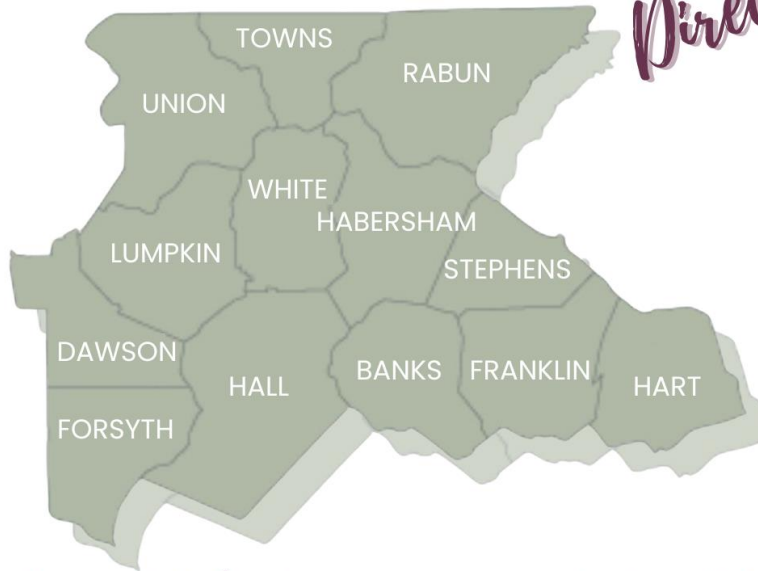 TOWNS
RABUN
UNION
WHITE
HABERSHAM
LUMPKIN
STEPHENS
DAWSON
HALL
BANKS
FRANKLIN
HART
FORSYTH